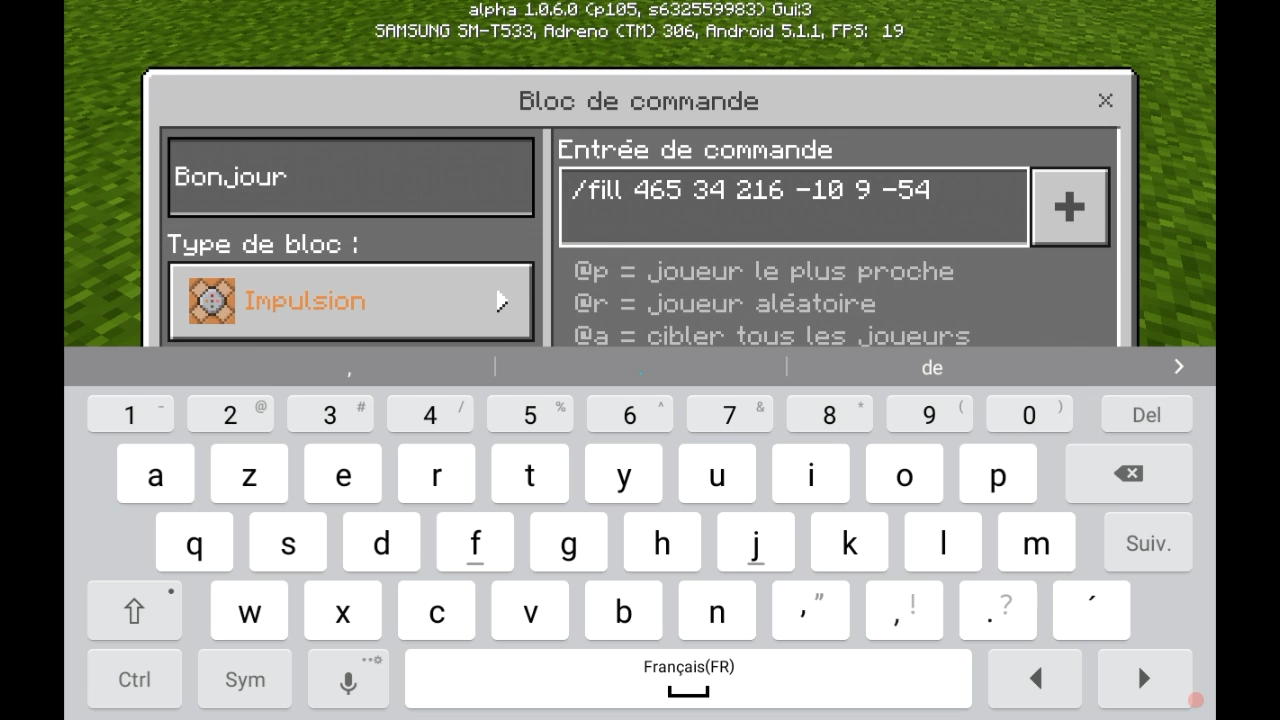 alpha 1.0.6.0 (p105, s632559983) Gui:3
SAMSUNG SM-T533, Adreno (TM) 306, Android 5.1.1, FPS: 19
Bloc de commande
Bonjour
Entrée de commande
/fill 465 34 216 -10 9 -54
+
Type de bloc :
Impulsion
@p = joueur le plus proche
@r = joueur aléatoire
@a = cibler tous les joueurs
, . de
1 - 2 @ 3 # 4 / 5 % 6 ^ 7 & 8 * 9 ( 0 ) Del
a z e r t y u i o p
q s d f g h j k l m Suiv.
w x c v b n ' " , ! . ? ´
Ctrl Sym Français(FR)